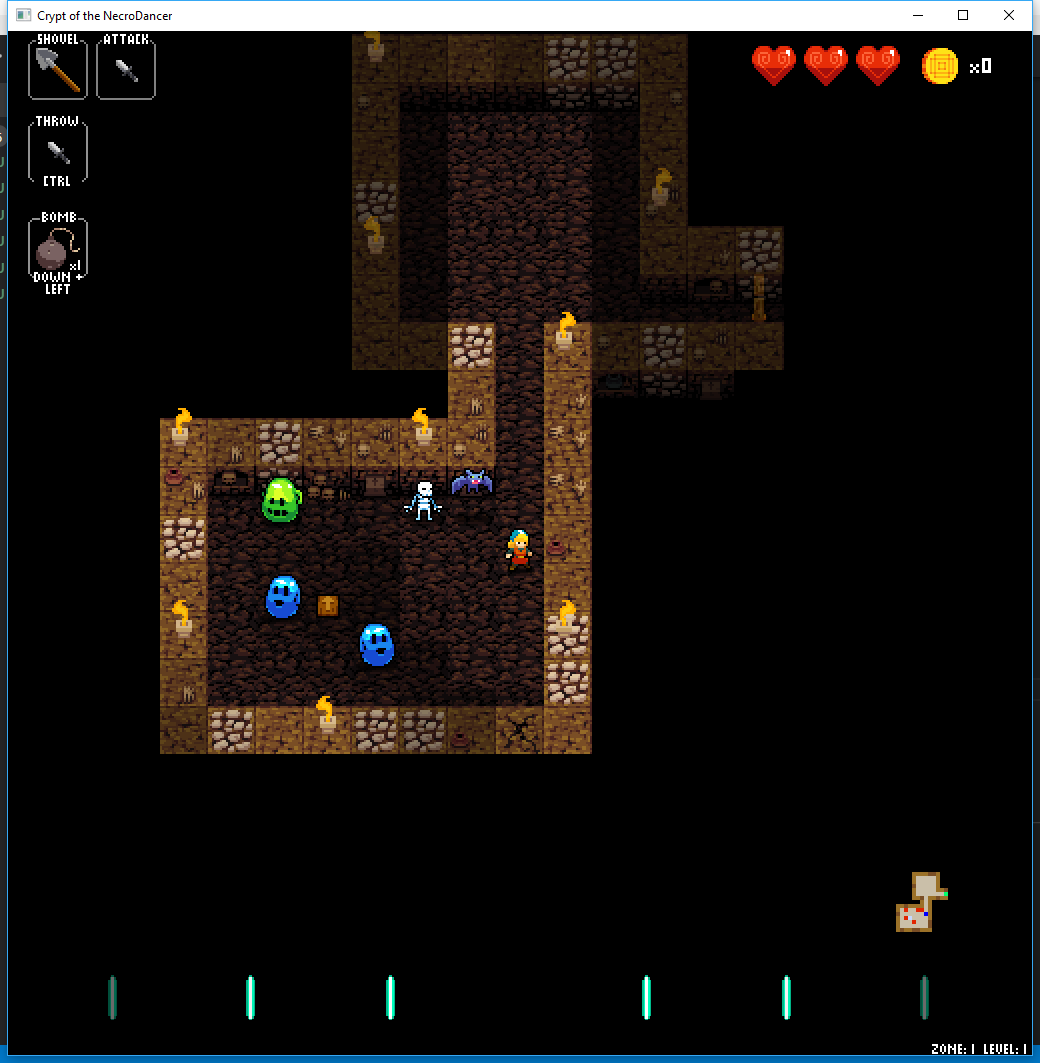 Crypt of the NecroDancer
SHOVEL ATTACK
x0
THROW
CTRL
BOMB
x1
DOWN +
LEFT
ZONE: 1 LEVEL: 1